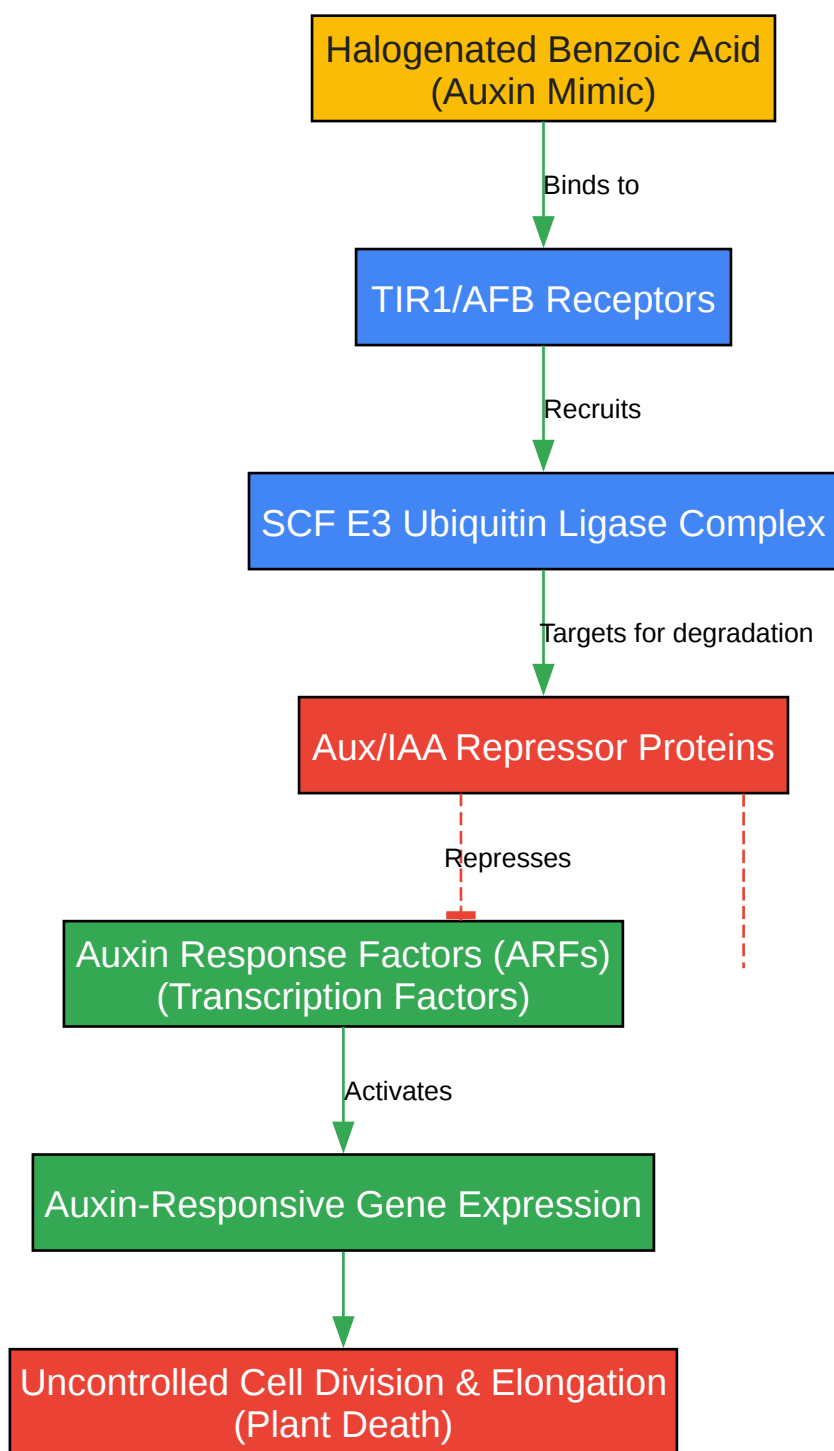 Halogenated Benzoic Acid
(Auxin Mimic)
Binds to
TIR1/AFB Receptors
Recruits
SCF E3 Ubiquitin Ligase Complex
Targets for degradation
Aux/IAA Repressor Proteins
Represses
Auxin Response Factors (ARFs)
(Transcription Factors)
Activates
Auxin-Responsive Gene Expression
Uncontrolled Cell Division & Elongation
(Plant Death)